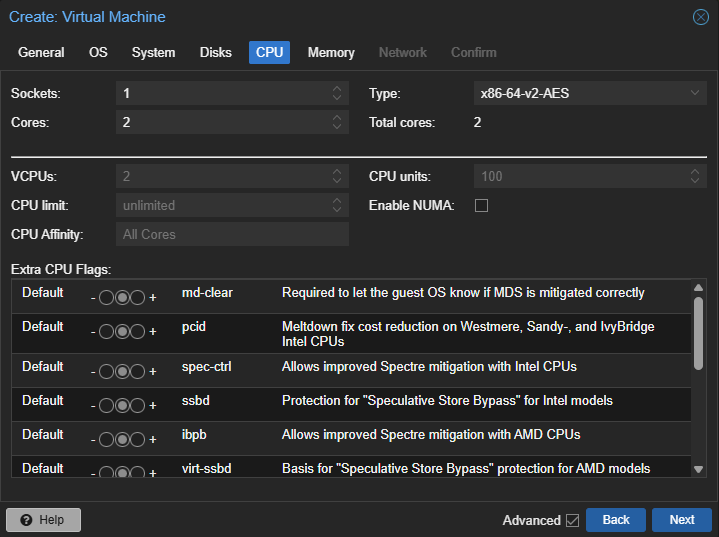 Create: Virtual Machine
General OS System Disks CPU Memory Network Confirm
Sockets: 1 Type: x86-64-v2-AES
Cores: 2 Total cores: 2
VCPUs: 2 CPU units: 100
CPU limit: unlimited Enable NUMA:
CPU Affinity: All Cores
Extra CPU Flags:
Default - + md-clear Required to let the guest OS know if MDS is mitigated correctly
Default - + pcid Meltdown fix cost reduction on Westmere, Sandy-, and IvyBridge
Intel CPUs
Default - + spec-ctrl Allows improved Spectre mitigation with Intel CPUs
Default - + ssbd Protection for "Speculative Store Bypass" for Intel models
Default - + ibpb Allows improved Spectre mitigation with AMD CPUs
Default - + virt-ssbd Basis for "Speculative Store Bypass" protection for AMD models
? Help Advanced Back Next